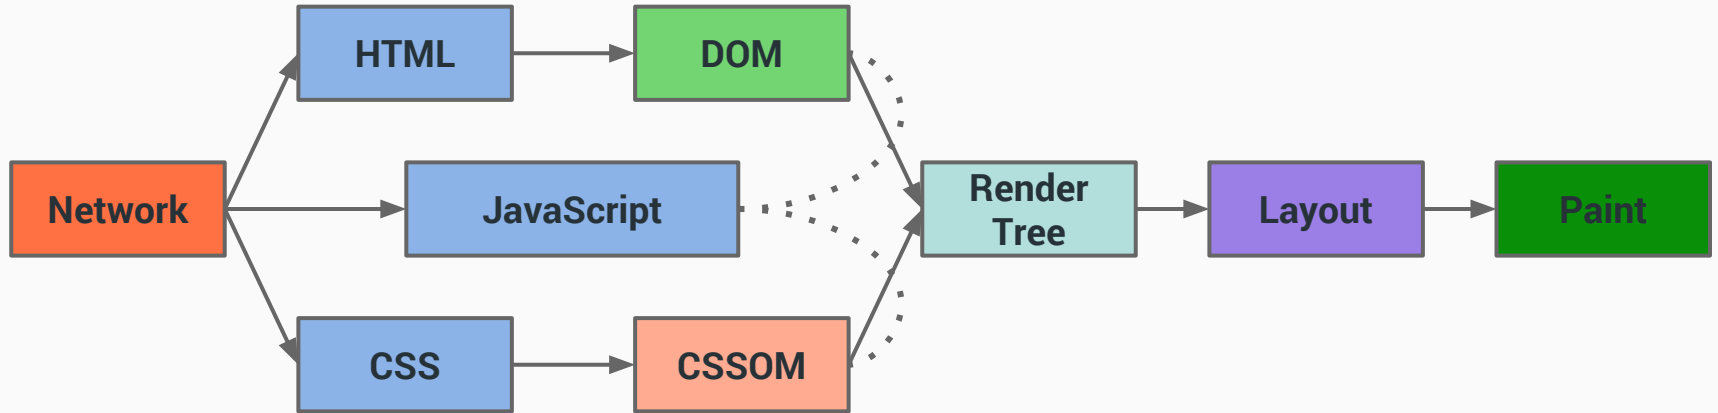 HTML
DOM
Network
JavaScript
Render
Tree
Layout
Paint
CSS
CSSOM